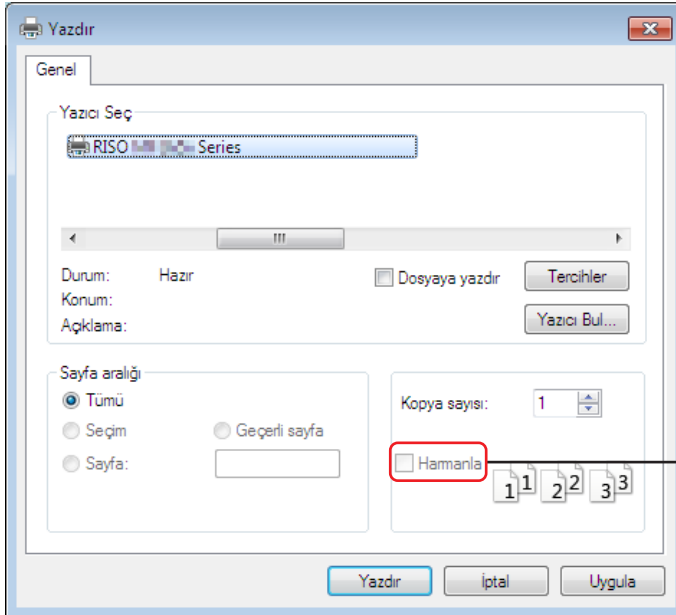 Yazdır
Genel
Yazıcı Seç
RISO Series
Durum: Hazır
Dosyaya yazdır
Tercihler
Konum:
Açıklama:
Yazıcı Bul...
Sayfa aralığı
Tümü
Kopya sayısı: 1
Seçim
Geçerli sayfa
Sayfa:
Harmanla
1 1 2 2 3 3
Yazdır
İptal
Uygula